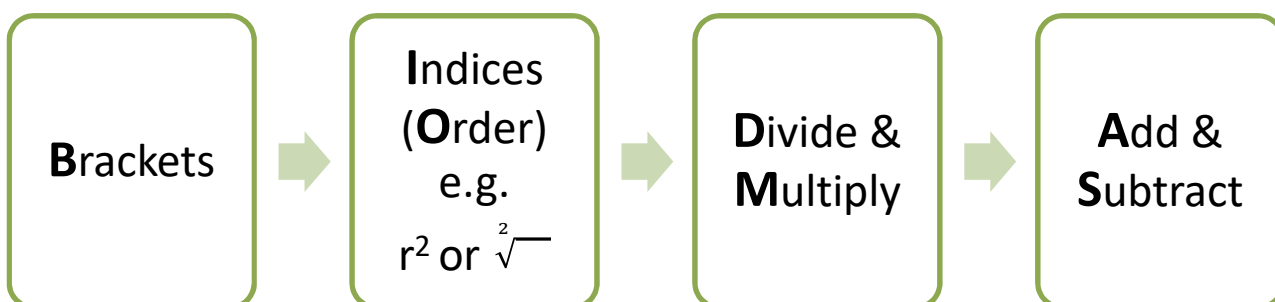 Brackets
Indices
(Order)
e.g.
r² or ²√
Divide &
Multiply
Add &
Subtract